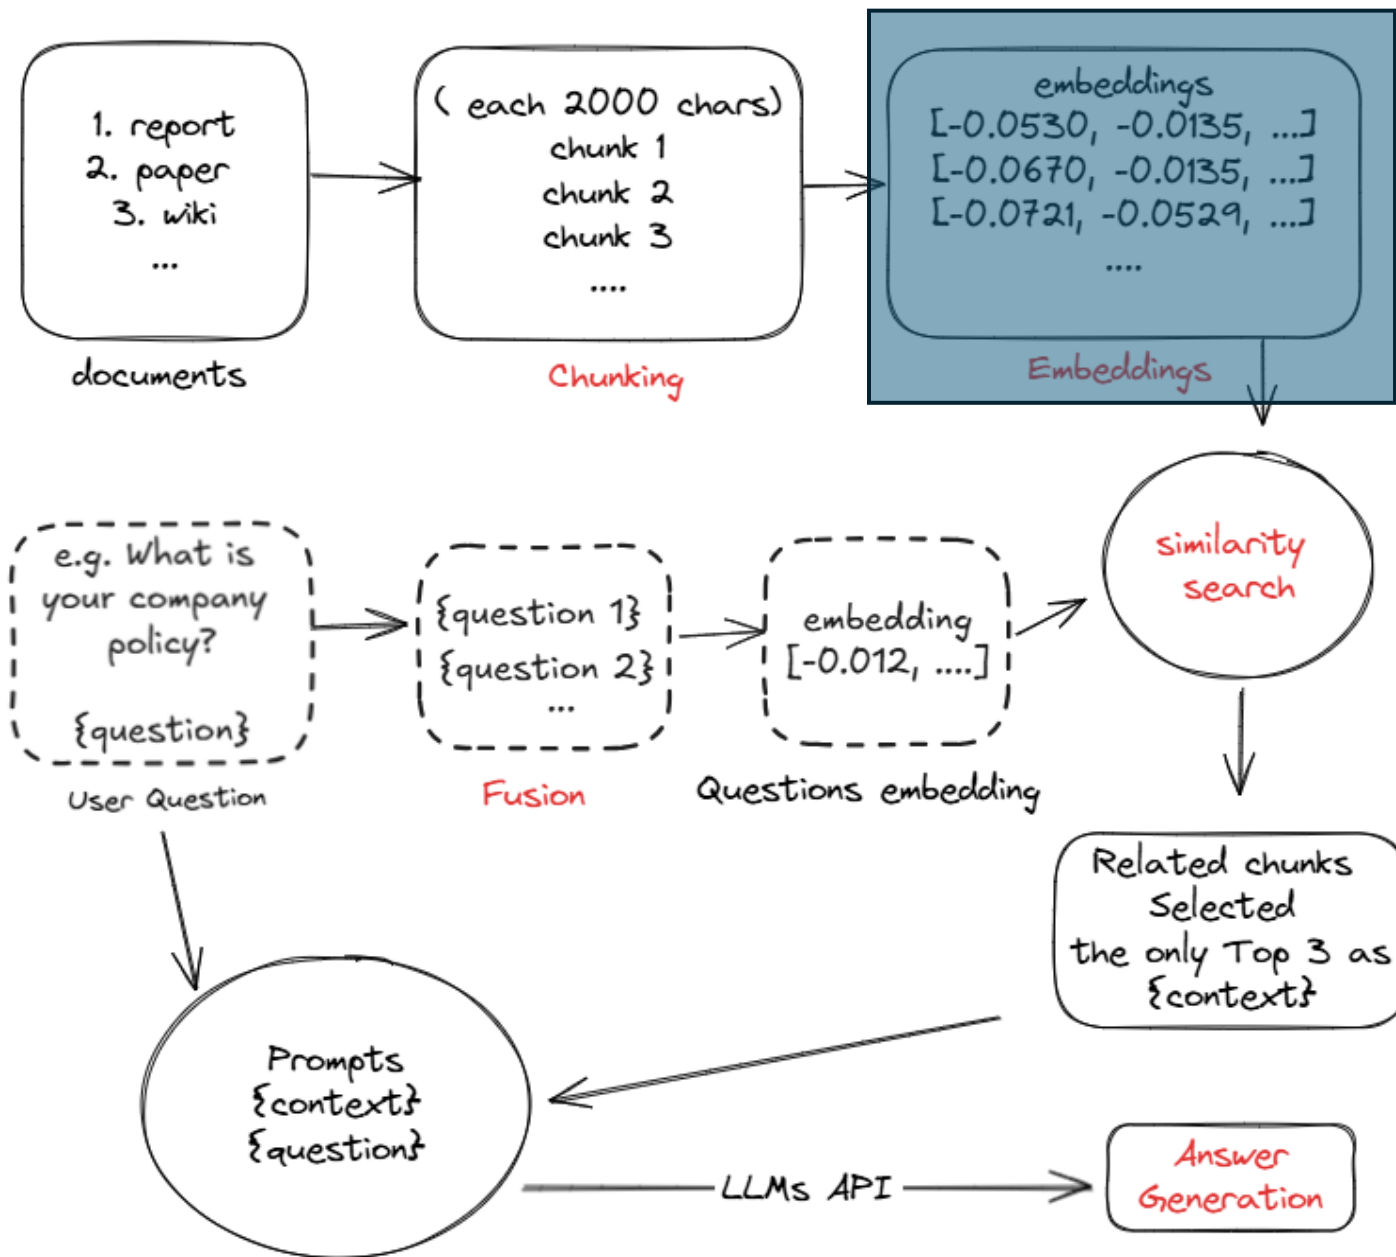 1. report
2. paper
3. wiki
...
documents
( each 2000 chars)
chunk 1
chunk 2
chunk 3
....
Chunking
embeddings
[-0.0530, -0.0135, ...]
[-0.0670, -0.0135, ...]
[-0.0721, -0.0529, ...]
....
Embeddings
e.g. What is
your company
policy?
{question}
User Question
{question 1}
{question 2}
...
Fusion
embedding
[-0.012, ....]
Questions embedding
similarity
search
Related chunks
Selected
the only Top 3 as
{context}
Prompts
{context}
{question}
LLMs API
Answer
Generation